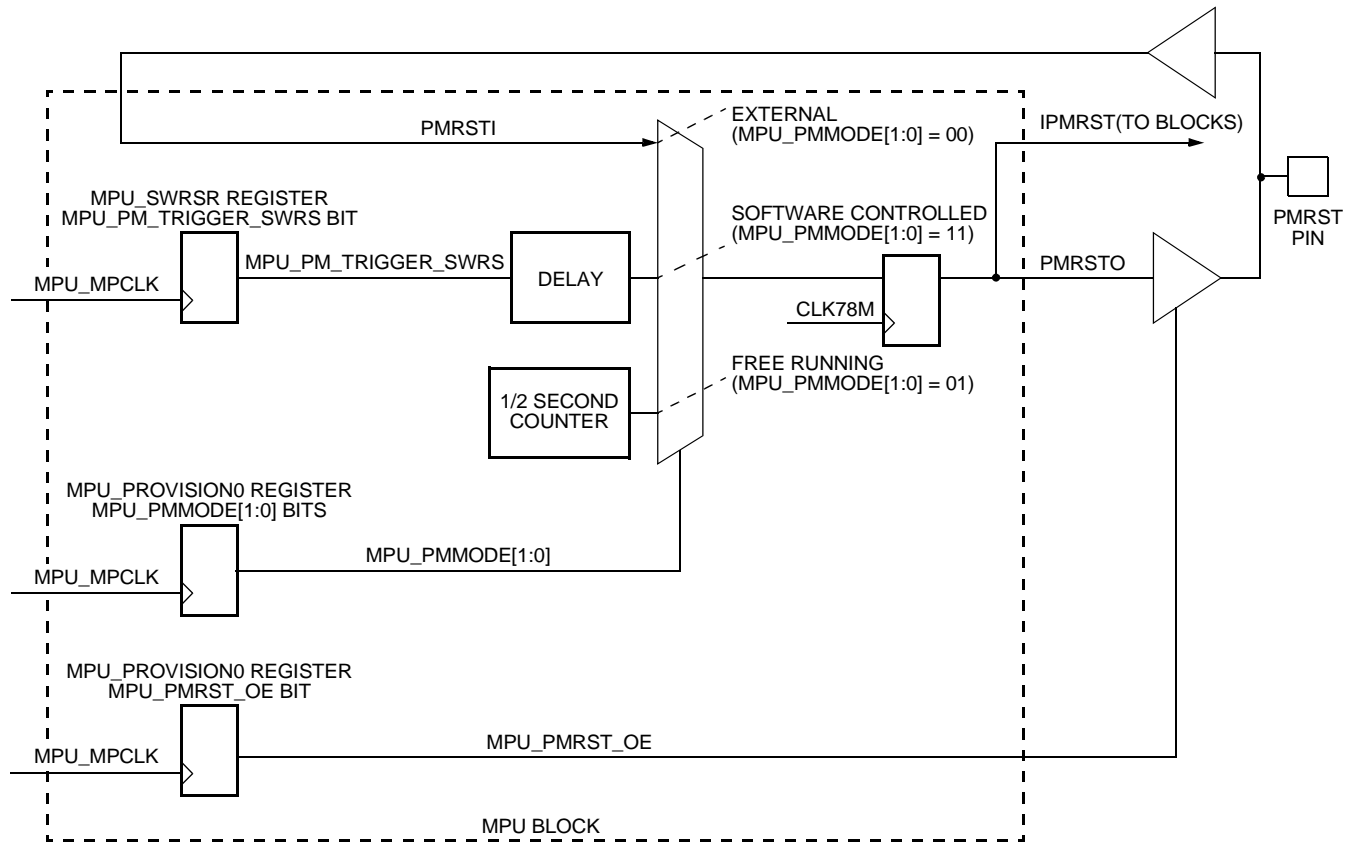 PMRSTI
EXTERNAL
(MPU_PMMODE[1:0] = 00)
IPMRST(TO BLOCKS)
MPU_SWRSR REGISTER
MPU_PM_TRIGGER_SWRS BIT
SOFTWARE CONTROLLED
(MPU_PMMODE[1:0] = 11)
PMRST
PIN
MPU_MPCLK
MPU_PM_TRIGGER_SWRS
DELAY
PMRSTO
CLK78M
FREE RUNNING
(MPU_PMMODE[1:0] = 01)
1/2 SECOND
COUNTER
MPU_PROVISION0 REGISTER
MPU_PMMODE[1:0] BITS
MPU_MPCLK
MPU_PMMODE[1:0]
MPU_PROVISION0 REGISTER
MPU_PMRST_OE BIT
MPU_MPCLK
MPU_PMRST_OE
MPU BLOCK